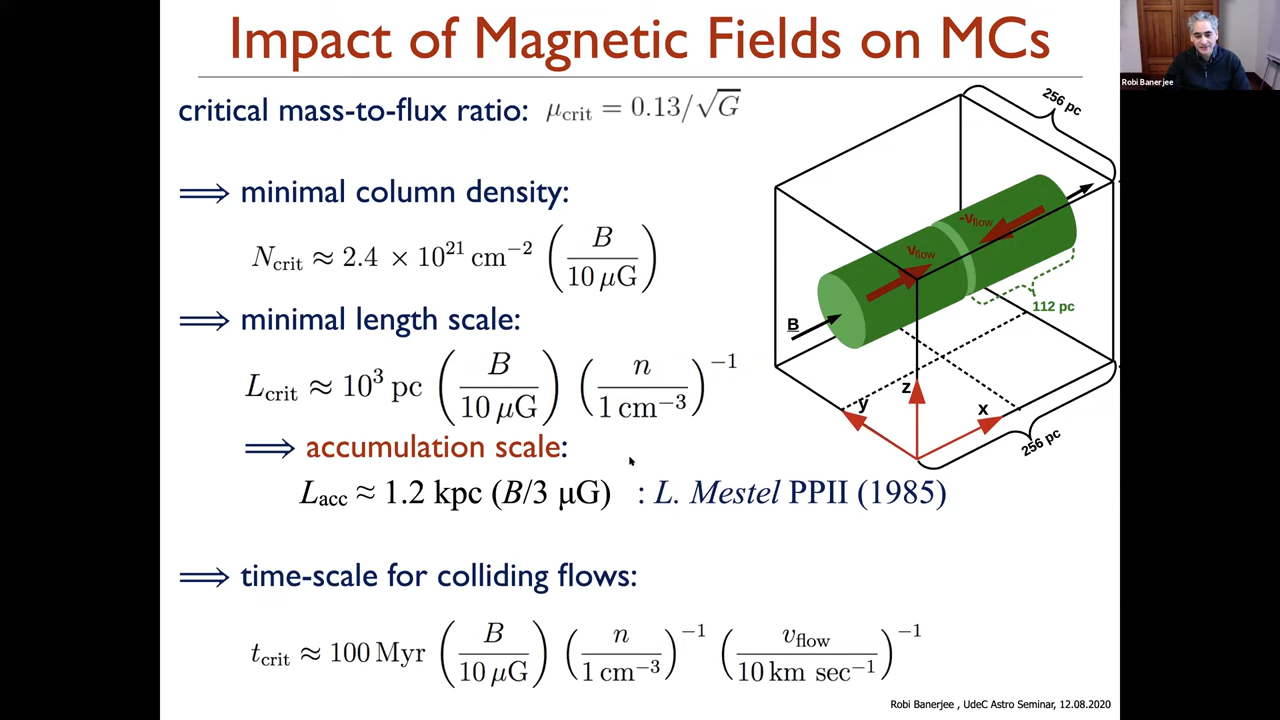 Impact of Magnetic Fields on MCs
Robi Banerjee
critical mass-to-flux ratio: μcrit = 0.13/√G
⟹ minimal column density:
Ncrit ≈ 2.4 × 10²¹ cm⁻² (B / 10 μG)
⟹ minimal length scale:
Lcrit ≈ 10³ pc (B / 10 μG) (n / 1 cm⁻³)⁻¹
⟹ accumulation scale:
Lacc ≈ 1.2 kpc (B/3 μG) : L. Mestel PPII (1985)
⟹ time-scale for colliding flows:
tcrit ≈ 100 Myr (B / 10 μG) (n / 1 cm⁻³)⁻¹ (vflow / 10 km sec⁻¹)⁻¹
256 pc
-vflow
vflow
112 pc
B
z
y
x
256 pc
Robi Banerjee , UdeC Astro Seminar, 12.08.2020